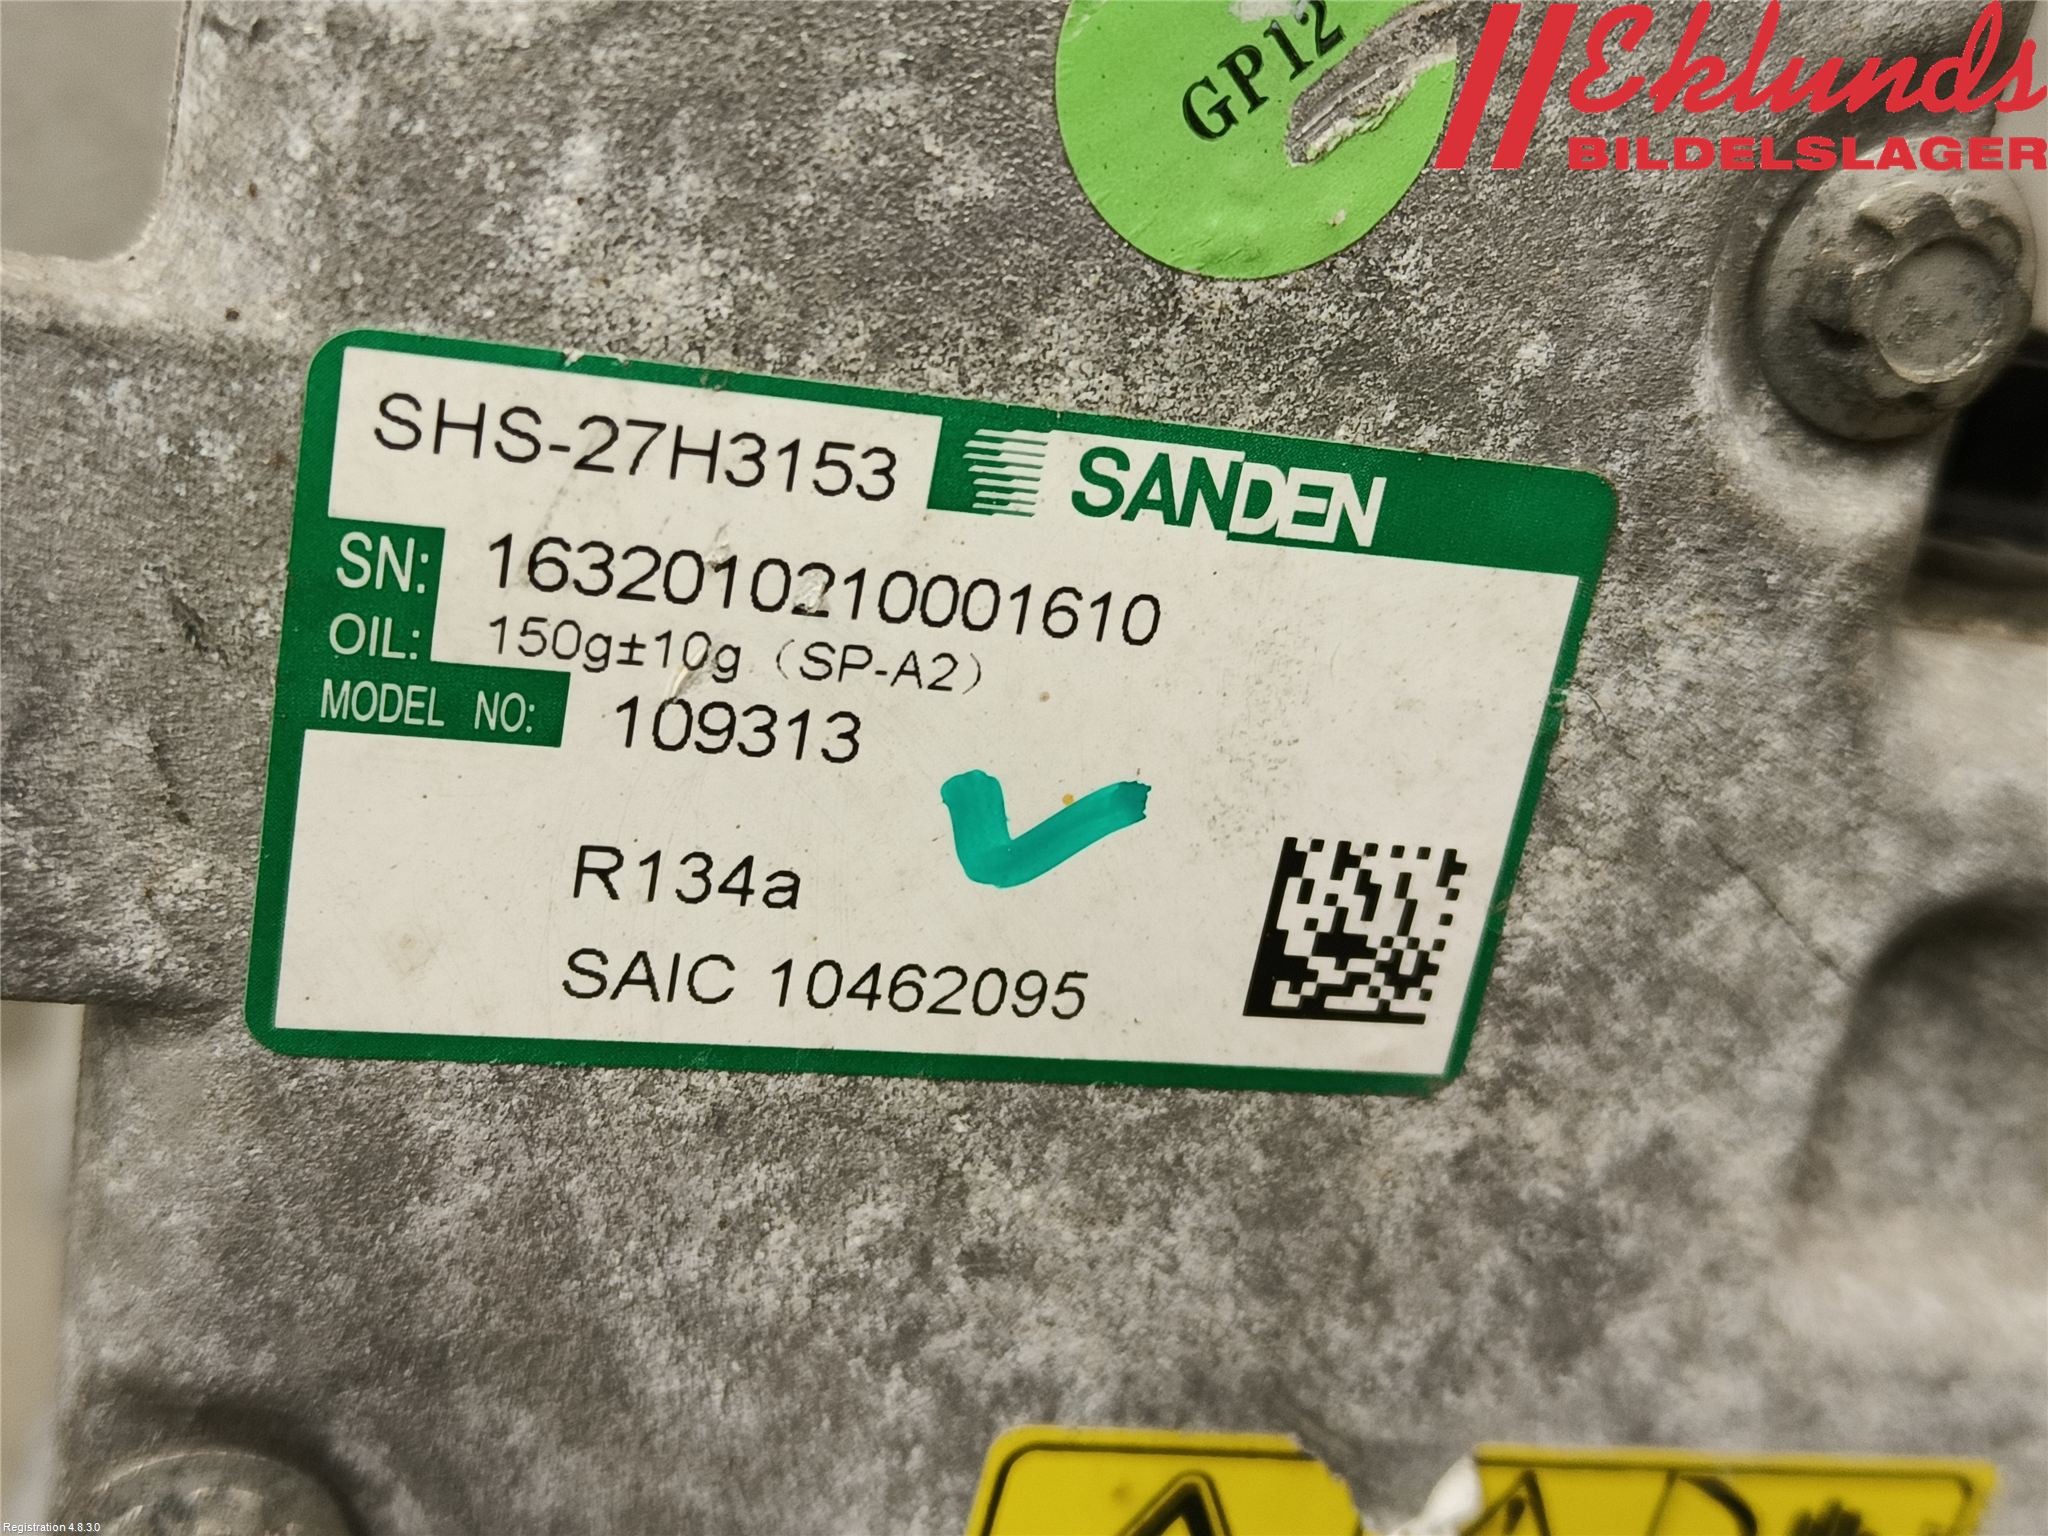 GP12
Eklunds
BILDELSLAGER
SHS-27H3153
SANDEN
SN: 1632010210001610
OIL: 150g±10g（SP-A2）
MODEL NO: 109313
R134a
SAIC 10462095
Registration 4.8.3.0